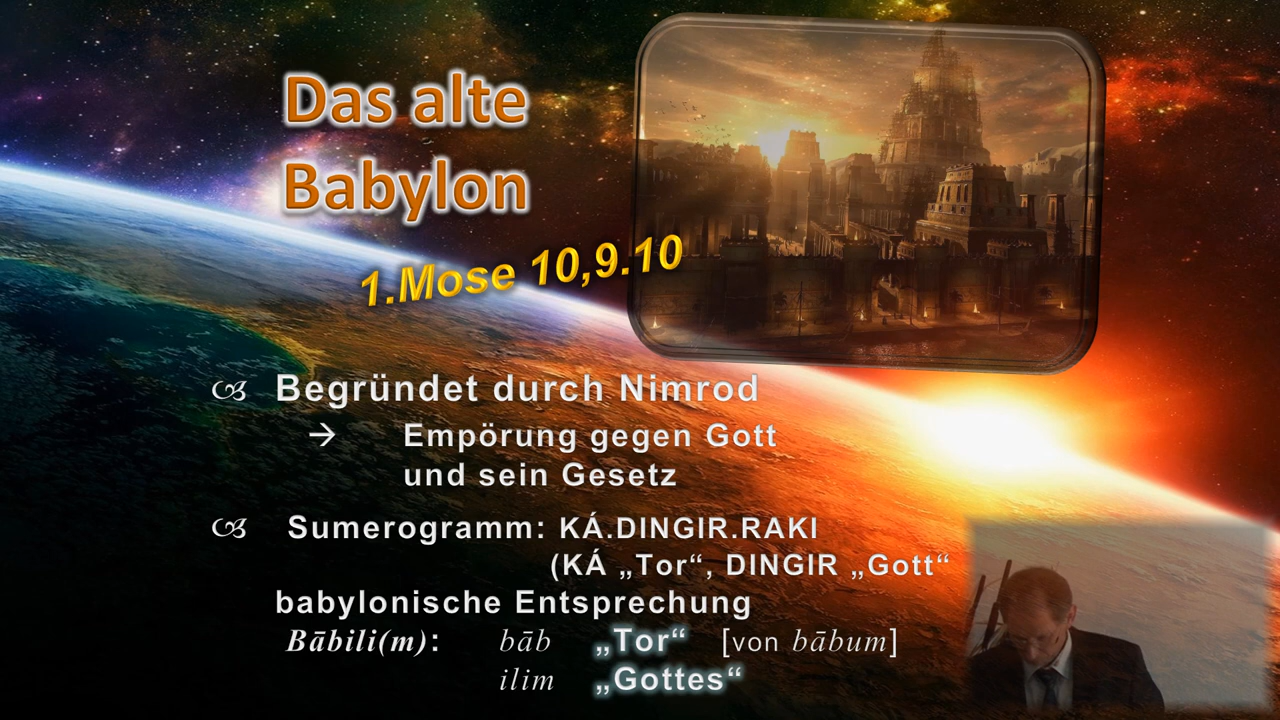 Das alte
Babylon
1.Mose 10,9.10
Begründet durch Nimrod
→ Empörung gegen Gott
und sein Gesetz
Sumerogramm: KÁ.DINGIR.RAKI
(KÁ „Tor“, DINGIR „Gott“
babylonische Entsprechung
Bābili(m): bāb „Tor“ [von bābum]
ilim „Gottes“